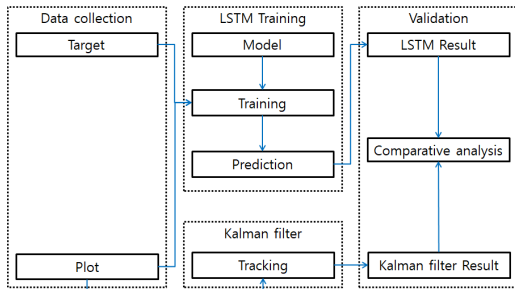 Data collection
LSTM Training
Validation
Target
Model
LSTM Result
Training
Prediction
Comparative analysis
Kalman filter
Plot
Tracking
Kalman filter Result